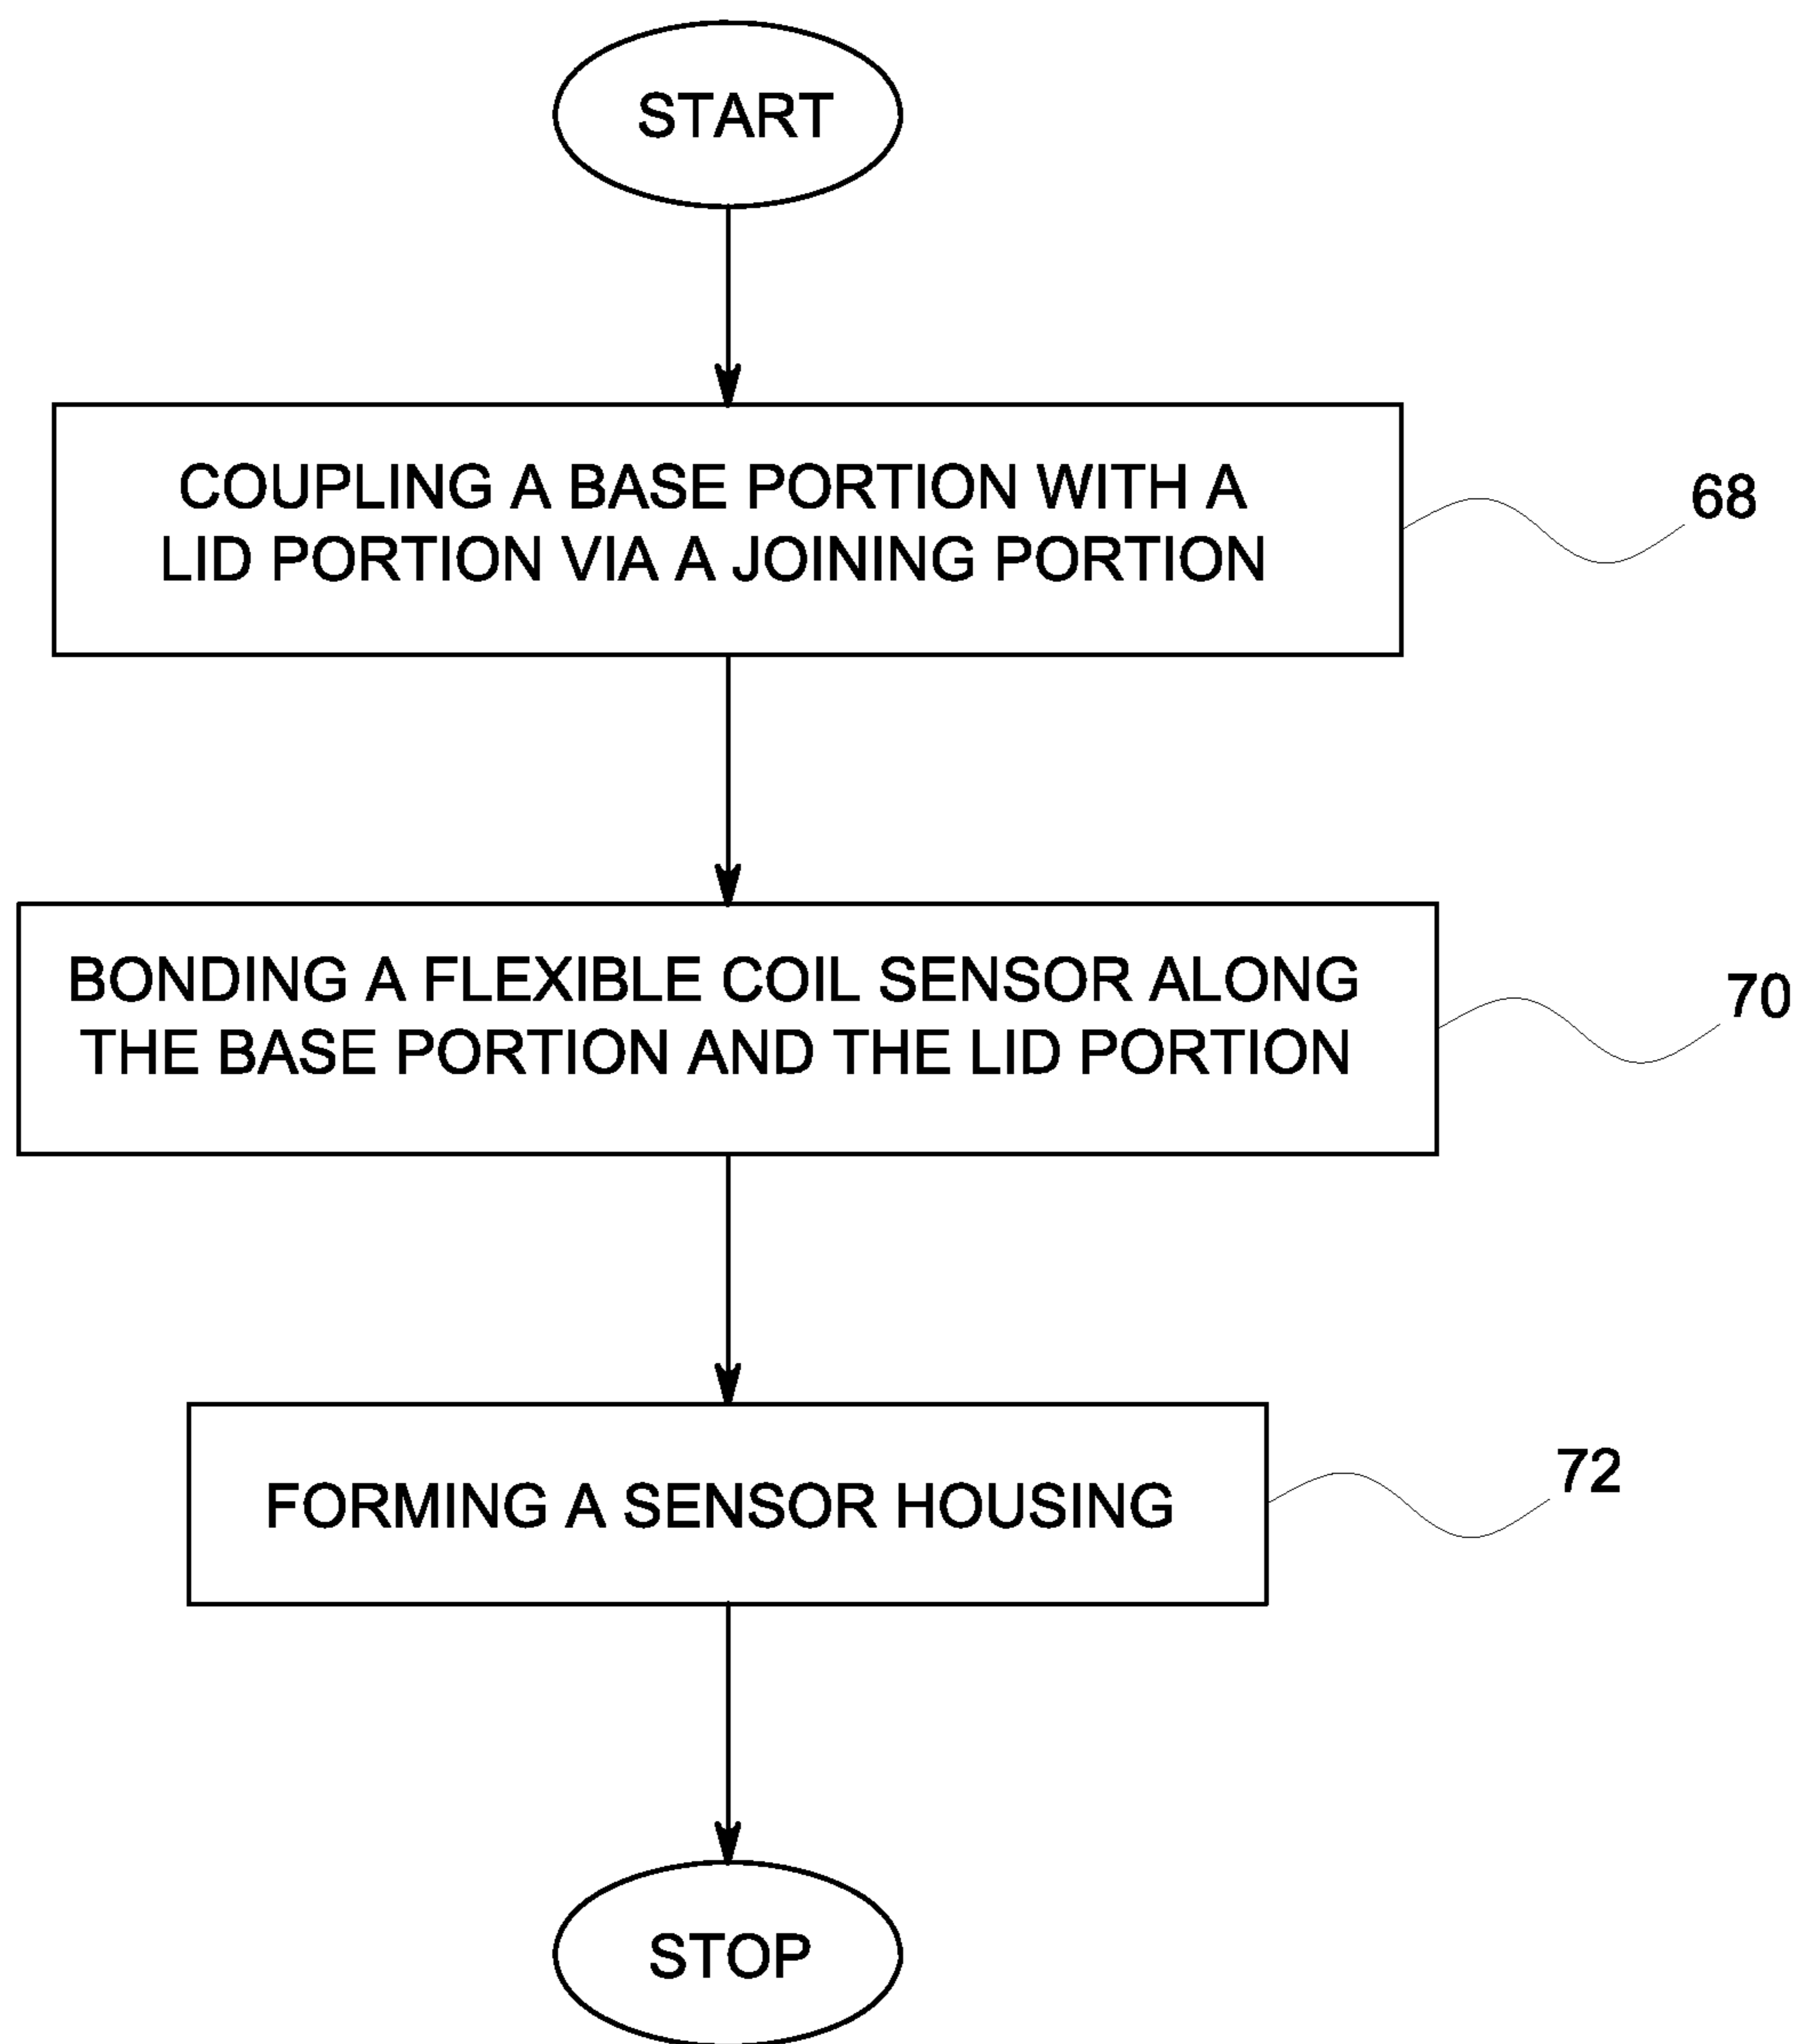 START
COUPLING A BASE PORTION WITH A
LID PORTION VIA A JOINING PORTION
68
BONDING A FLEXIBLE COIL SENSOR ALONG
THE BASE PORTION AND THE LID PORTION
70
FORMING A SENSOR HOUSING
72
STOP